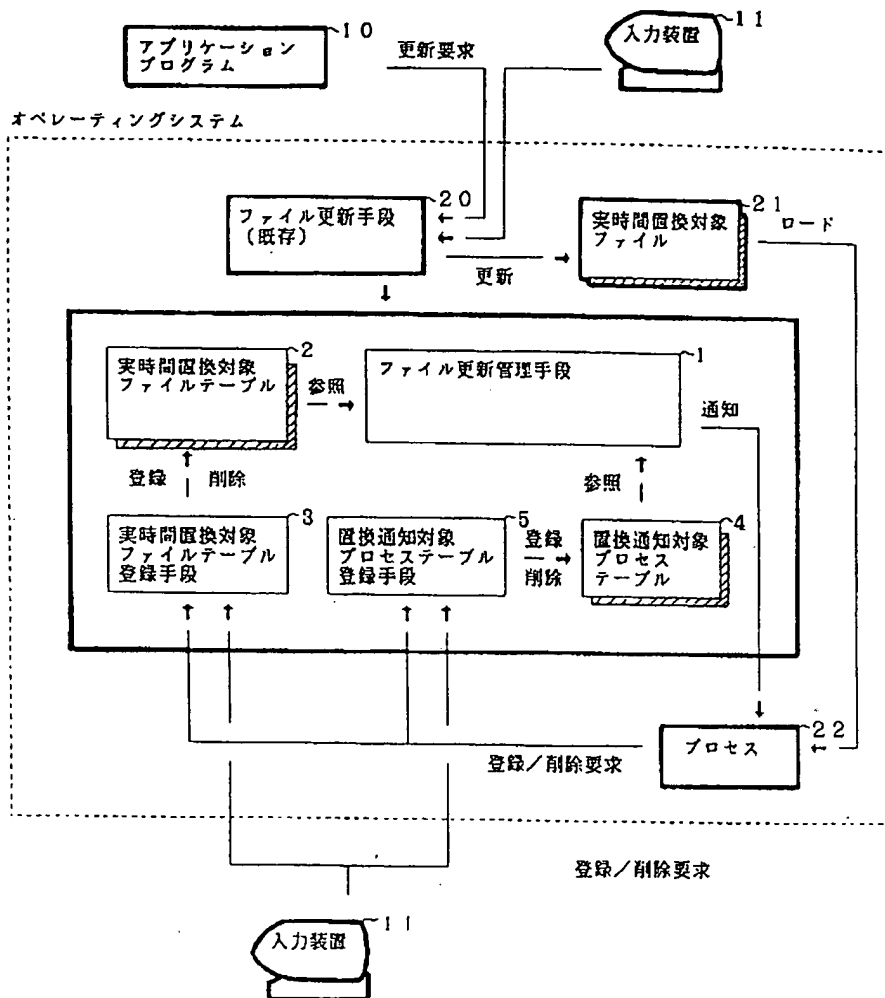 10
アプリケーション
プログラム
更新要求
11
入力装置
オペレーティングシステム
20
ファイル更新手段
(既存)
更新
21
実時間置換対象
ファイル
ロード
2
実時間置換対象
ファイルテーブル
参照
1
ファイル更新管理手段
通知
登録
削除
参照
3
実時間置換対象
ファイルテーブル
登録手段
5
置換通知対象
プロセステーブル
登録手段
登録
削除
4
置換通知対象
プロセス
テーブル
22
プロセス
登録/削除要求
登録/削除要求
11
入力装置